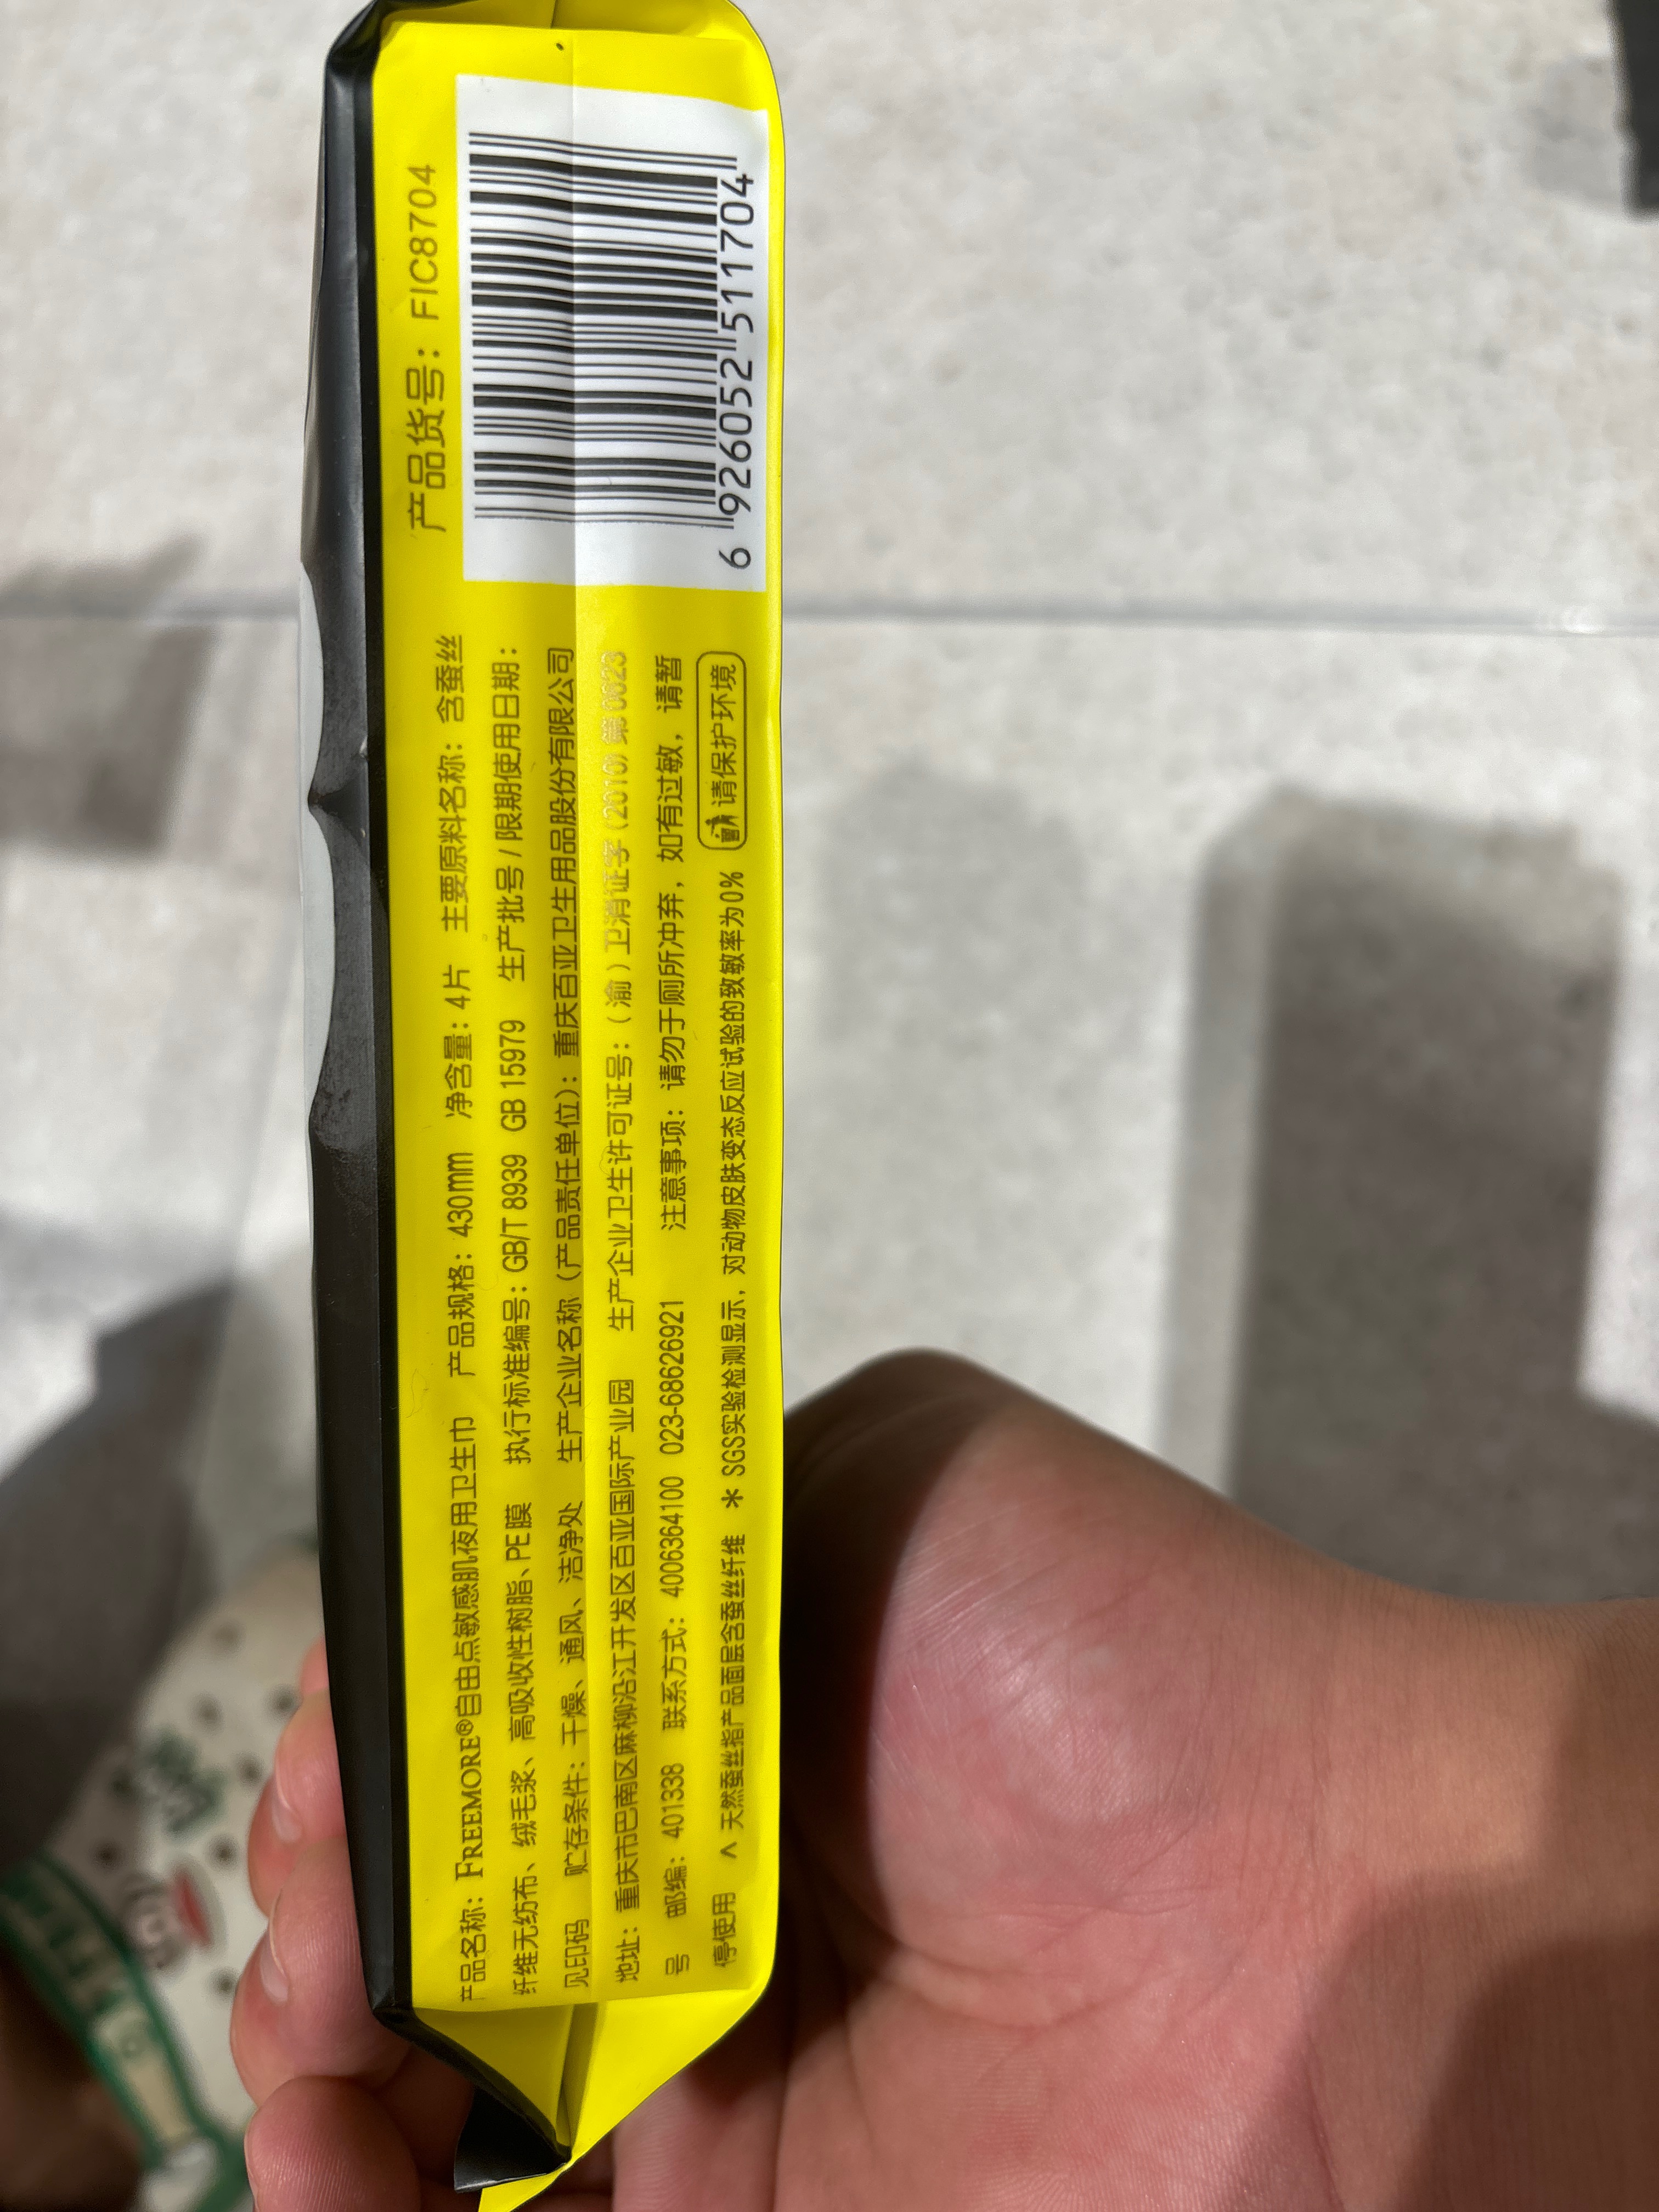 产品货号：FIC8704
6 926052 511704
产品名称：FREEMORE®自由点敏感肌夜用卫生巾 产品规格：430mm 净含量：4片 主要原料名称：含蚕丝
纤维无纺布、绒毛浆、高吸收性树脂、PE膜 执行标准编号：GB/T 8939 GB 15979 生产批号/限期使用日期：
见印码 贮存条件：干燥、通风、洁净处 生产企业名称（产品责任单位）：重庆百亚卫生用品股份有限公司
地址：重庆市巴南区麻柳沿江开发区百亚国际产业园 生产企业卫生许可证号：（渝）卫消证字（2010）第0023
号 邮编：401338 联系方式：4006364100 023-68626921 注意事项：请勿于厕所冲弃，如有过敏，请暂
停使用 ^ 天然蚕丝指产品面层含蚕丝纤维 * SGS实验检测显示，对动物皮肤变态反应试验的致敏率为0% 请保护环境